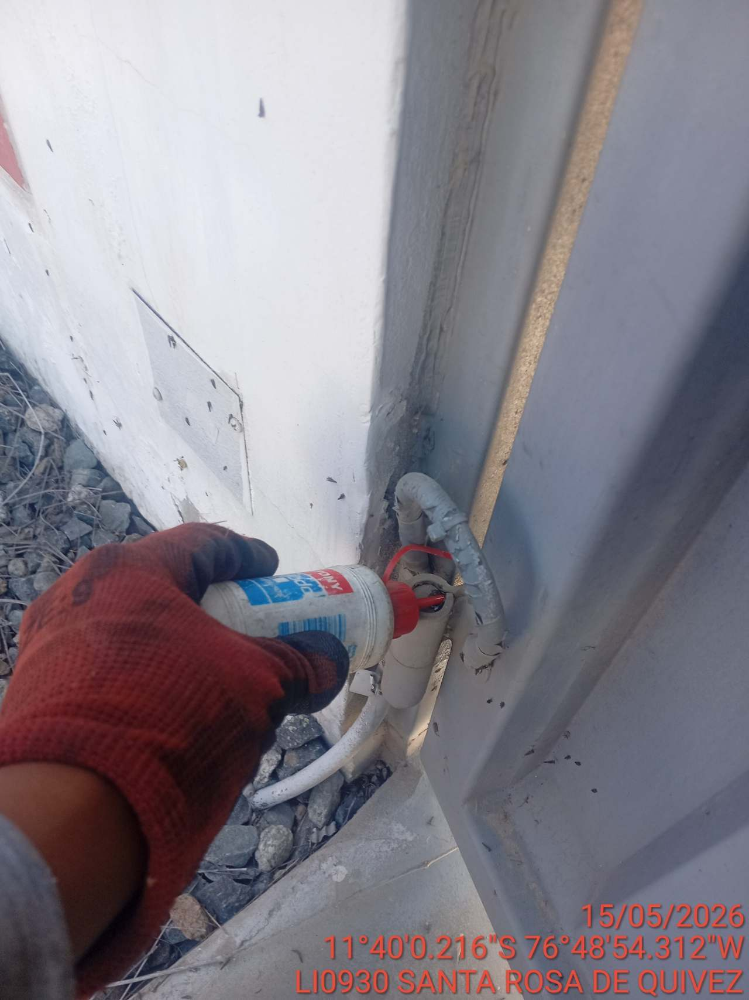 15/05/2026
11°40'0.216"S 76°48'54.312"W
LI0930 SANTA ROSA DE QUIVEZ